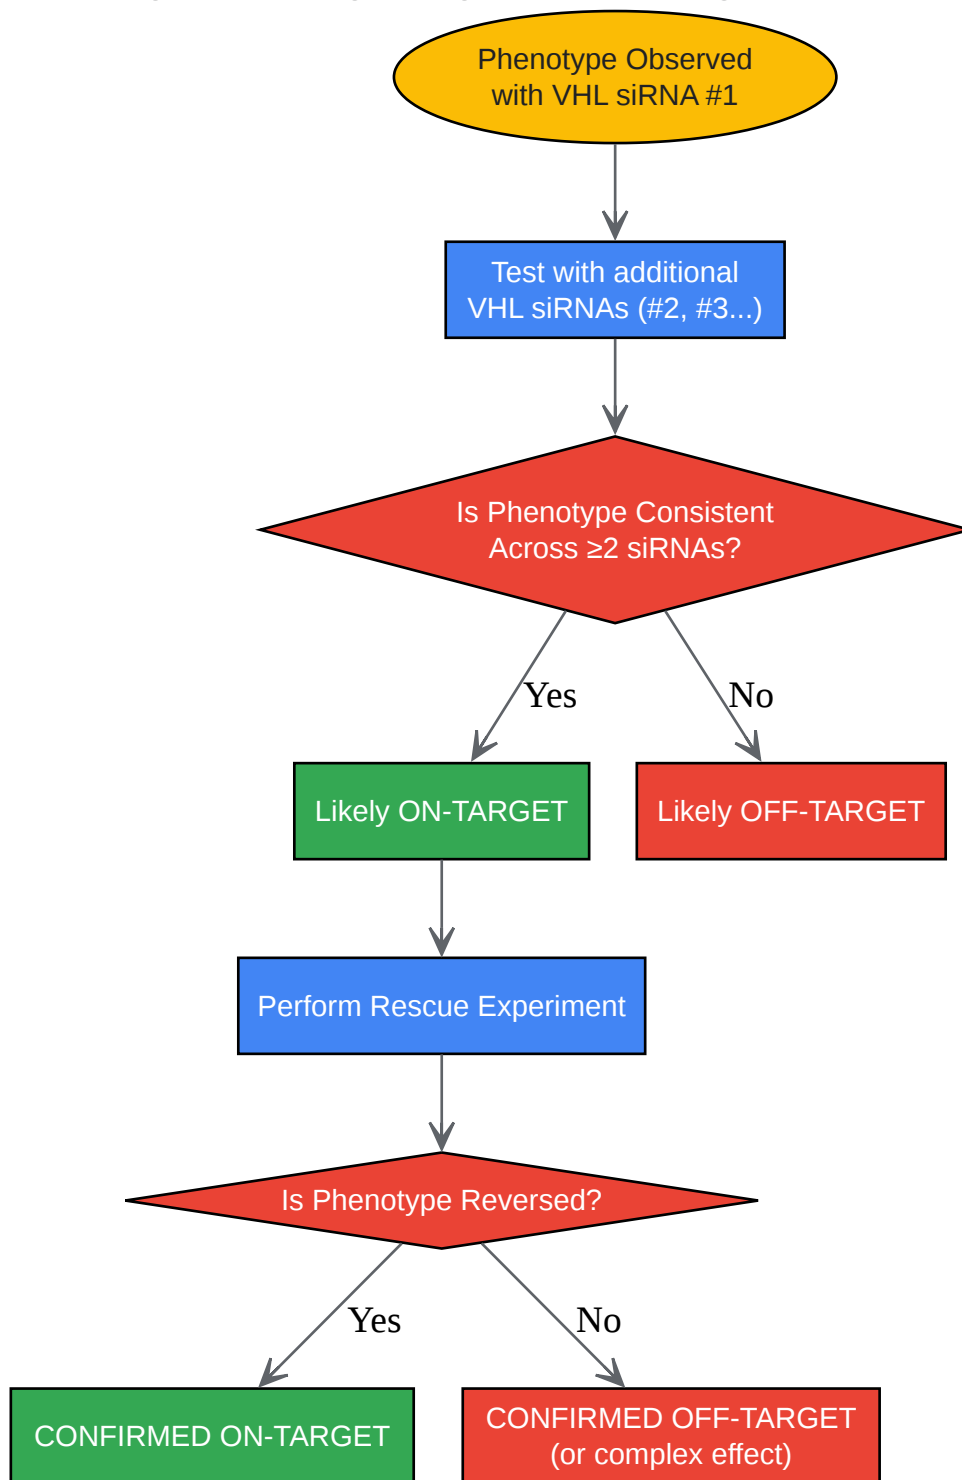 Phenotype Observed
with VHL siRNA #1
Test with additional
VHL siRNAs (#2, #3...)
Is Phenotype Consistent
Across ≥2 siRNAs?
Yes
No
Likely ON-TARGET
Likely OFF-TARGET
Perform Rescue Experiment
Is Phenotype Reversed?
Yes
No
CONFIRMED ON-TARGET
CONFIRMED OFF-TARGET
(or complex effect)